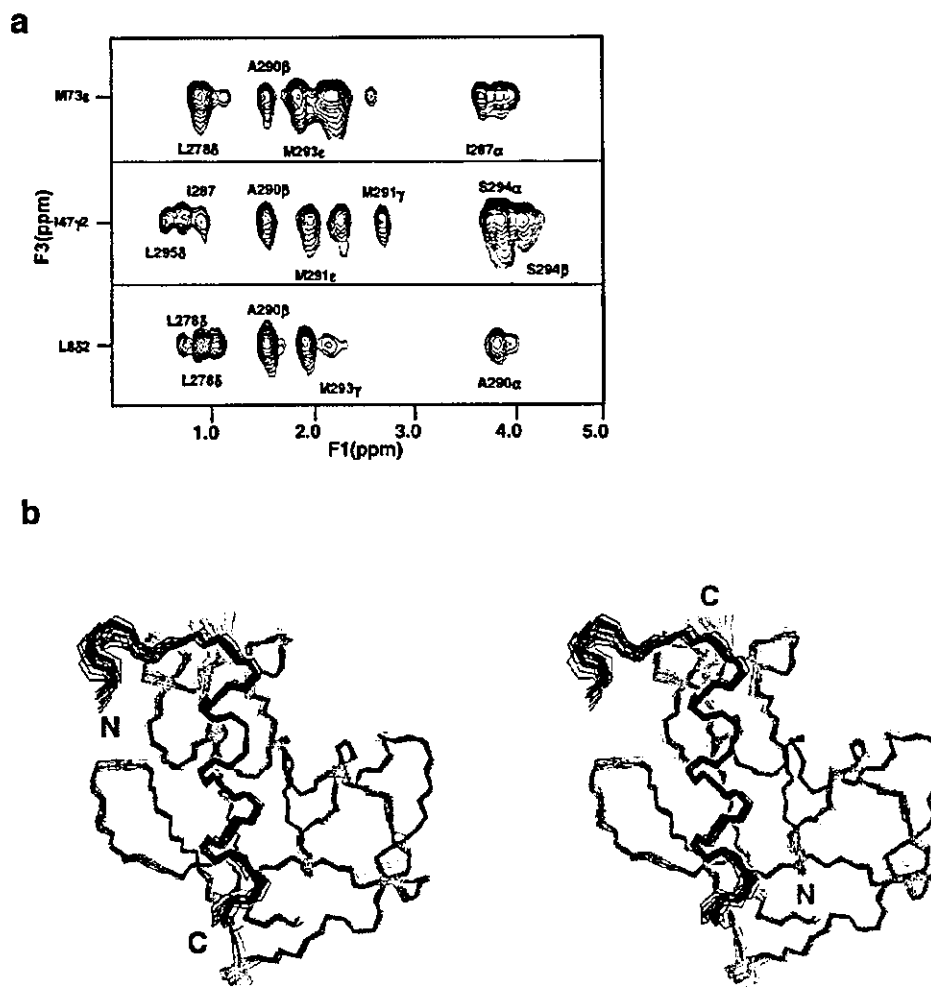 a
A290β
M73ε
L278δ
M293ε
I287α
I287
A290β
M291γ
S294α
I47γ2
L295δ
M291ε
S294β
F3(ppm)
L278δ
A290β
L8δ2
L278δ
M293γ
A290α
1.0 2.0 3.0 4.0 5.0
F1(ppm)
b
C
N
N
C